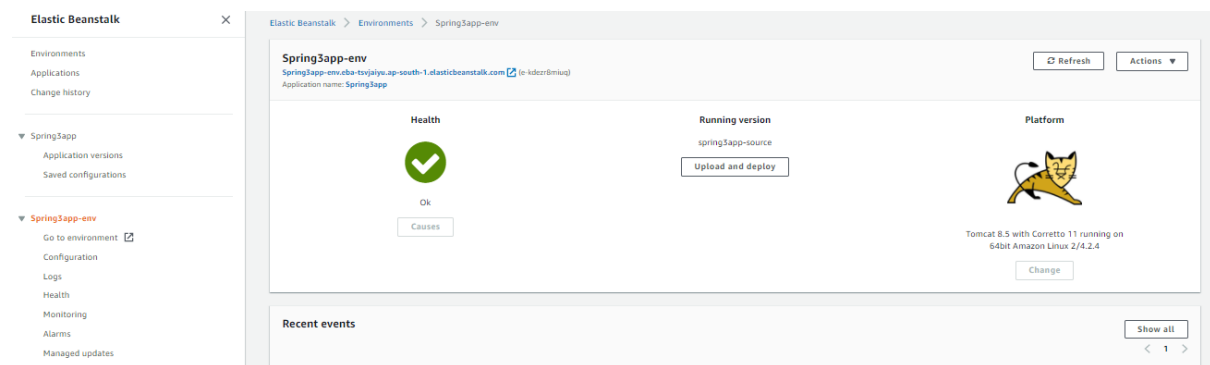 Elastic Beanstalk
Environments
Applications
Change history
Spring3app
Application versions
Saved configurations
Spring3app-env
Go to environment
Configuration
Logs
Health
Monitoring
Alarms
Managed updates
Elastic Beanstalk > Environments > Spring3app-env
Spring3app-env
Spring3app-env.eba-tsvjaiyu.ap-south-1.elasticbeanstalk.com (e-kdezr8miuq)
Application name: Spring3app
Refresh
Actions
Health
Ok
Causes
Running version
spring3app-source
Upload and deploy
Platform
Tomcat 8.5 with Corretto 11 running on
64bit Amazon Linux 2/4.2.4
Change
Recent events
Show all
< 1 >